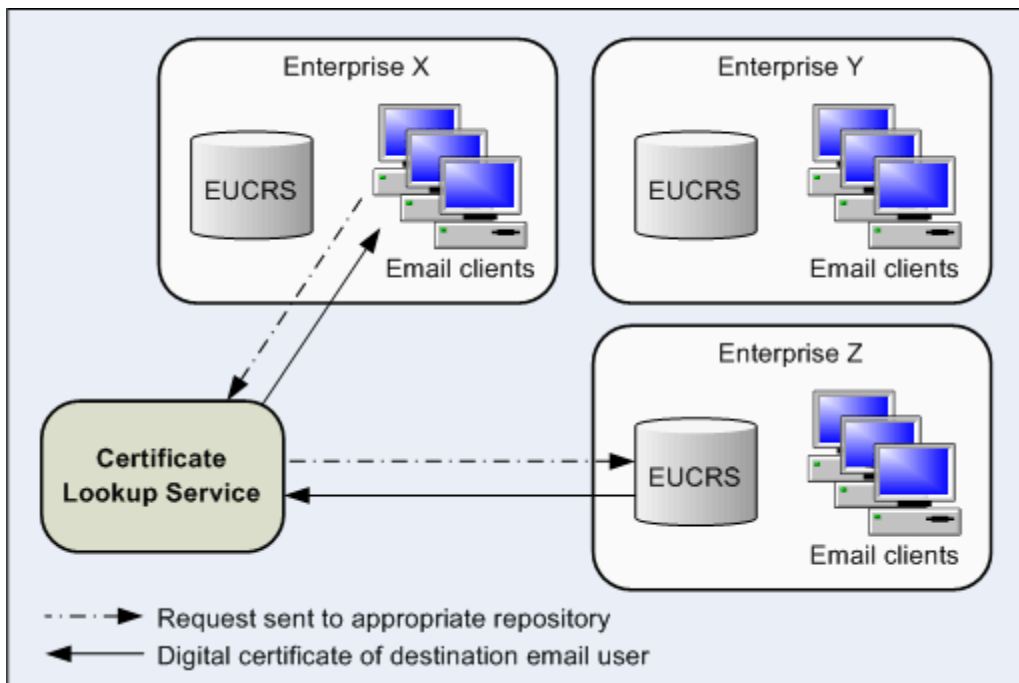 Enterprise X
EUCRS
Email clients
Enterprise Y
EUCRS
Email clients
Enterprise Z
EUCRS
Email clients
Certificate
Lookup Service
Request sent to appropriate repository
Digital certificate of destination email user